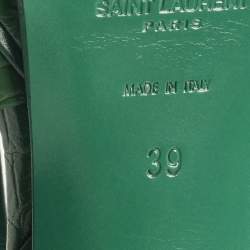 SAINT LAURENT
PARIS
MADE IN ITALY
39